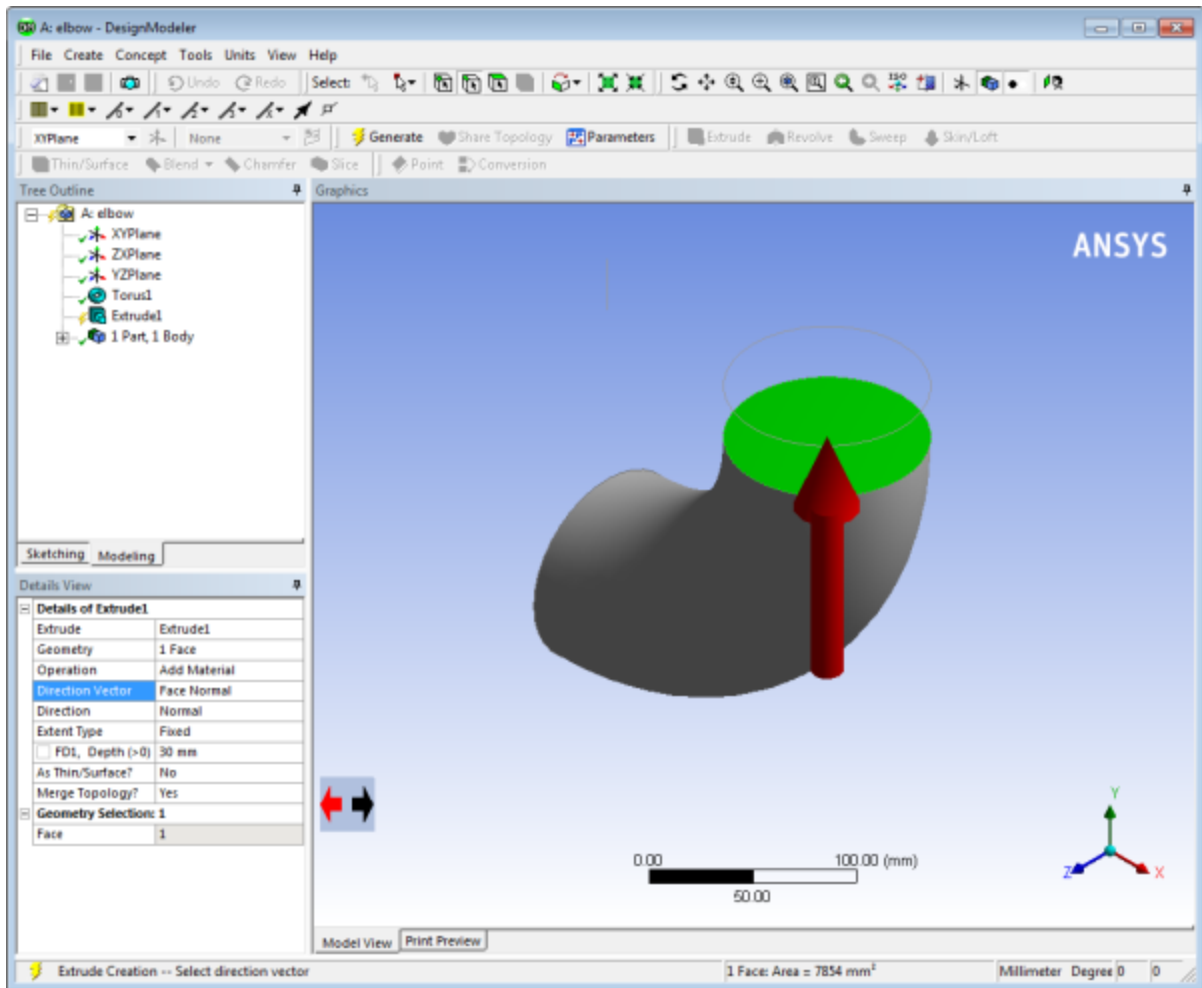 A: elbow - DesignModeler
File Create Concept Tools Units View Help
Undo Redo Select: ISO
XYPlane None Generate Share Topology Parameters Extrude Revolve Sweep Skin/Loft
Thin/Surface Blend Chamfer Slice Point Conversion
Tree Outline
A: elbow
XYPlane
ZXPlane
YZPlane
Torus1
Extrude1
1 Part, 1 Body
Sketching Modeling
Details View
Details of Extrude1
Extrude Extrude1
Geometry 1 Face
Operation Add Material
Direction Vector Face Normal
Direction Normal
Extent Type Fixed
FD1, Depth (>0) 30 mm
As Thin/Surface? No
Merge Topology? Yes
Geometry Selection: 1
Face 1
Graphics
ANSYS
0.00 100.00 (mm)
50.00
Y
Z X
Model View Print Preview
Extrude Creation -- Select direction vector 1 Face: Area = 7854 mm² Millimeter Degree 0 0